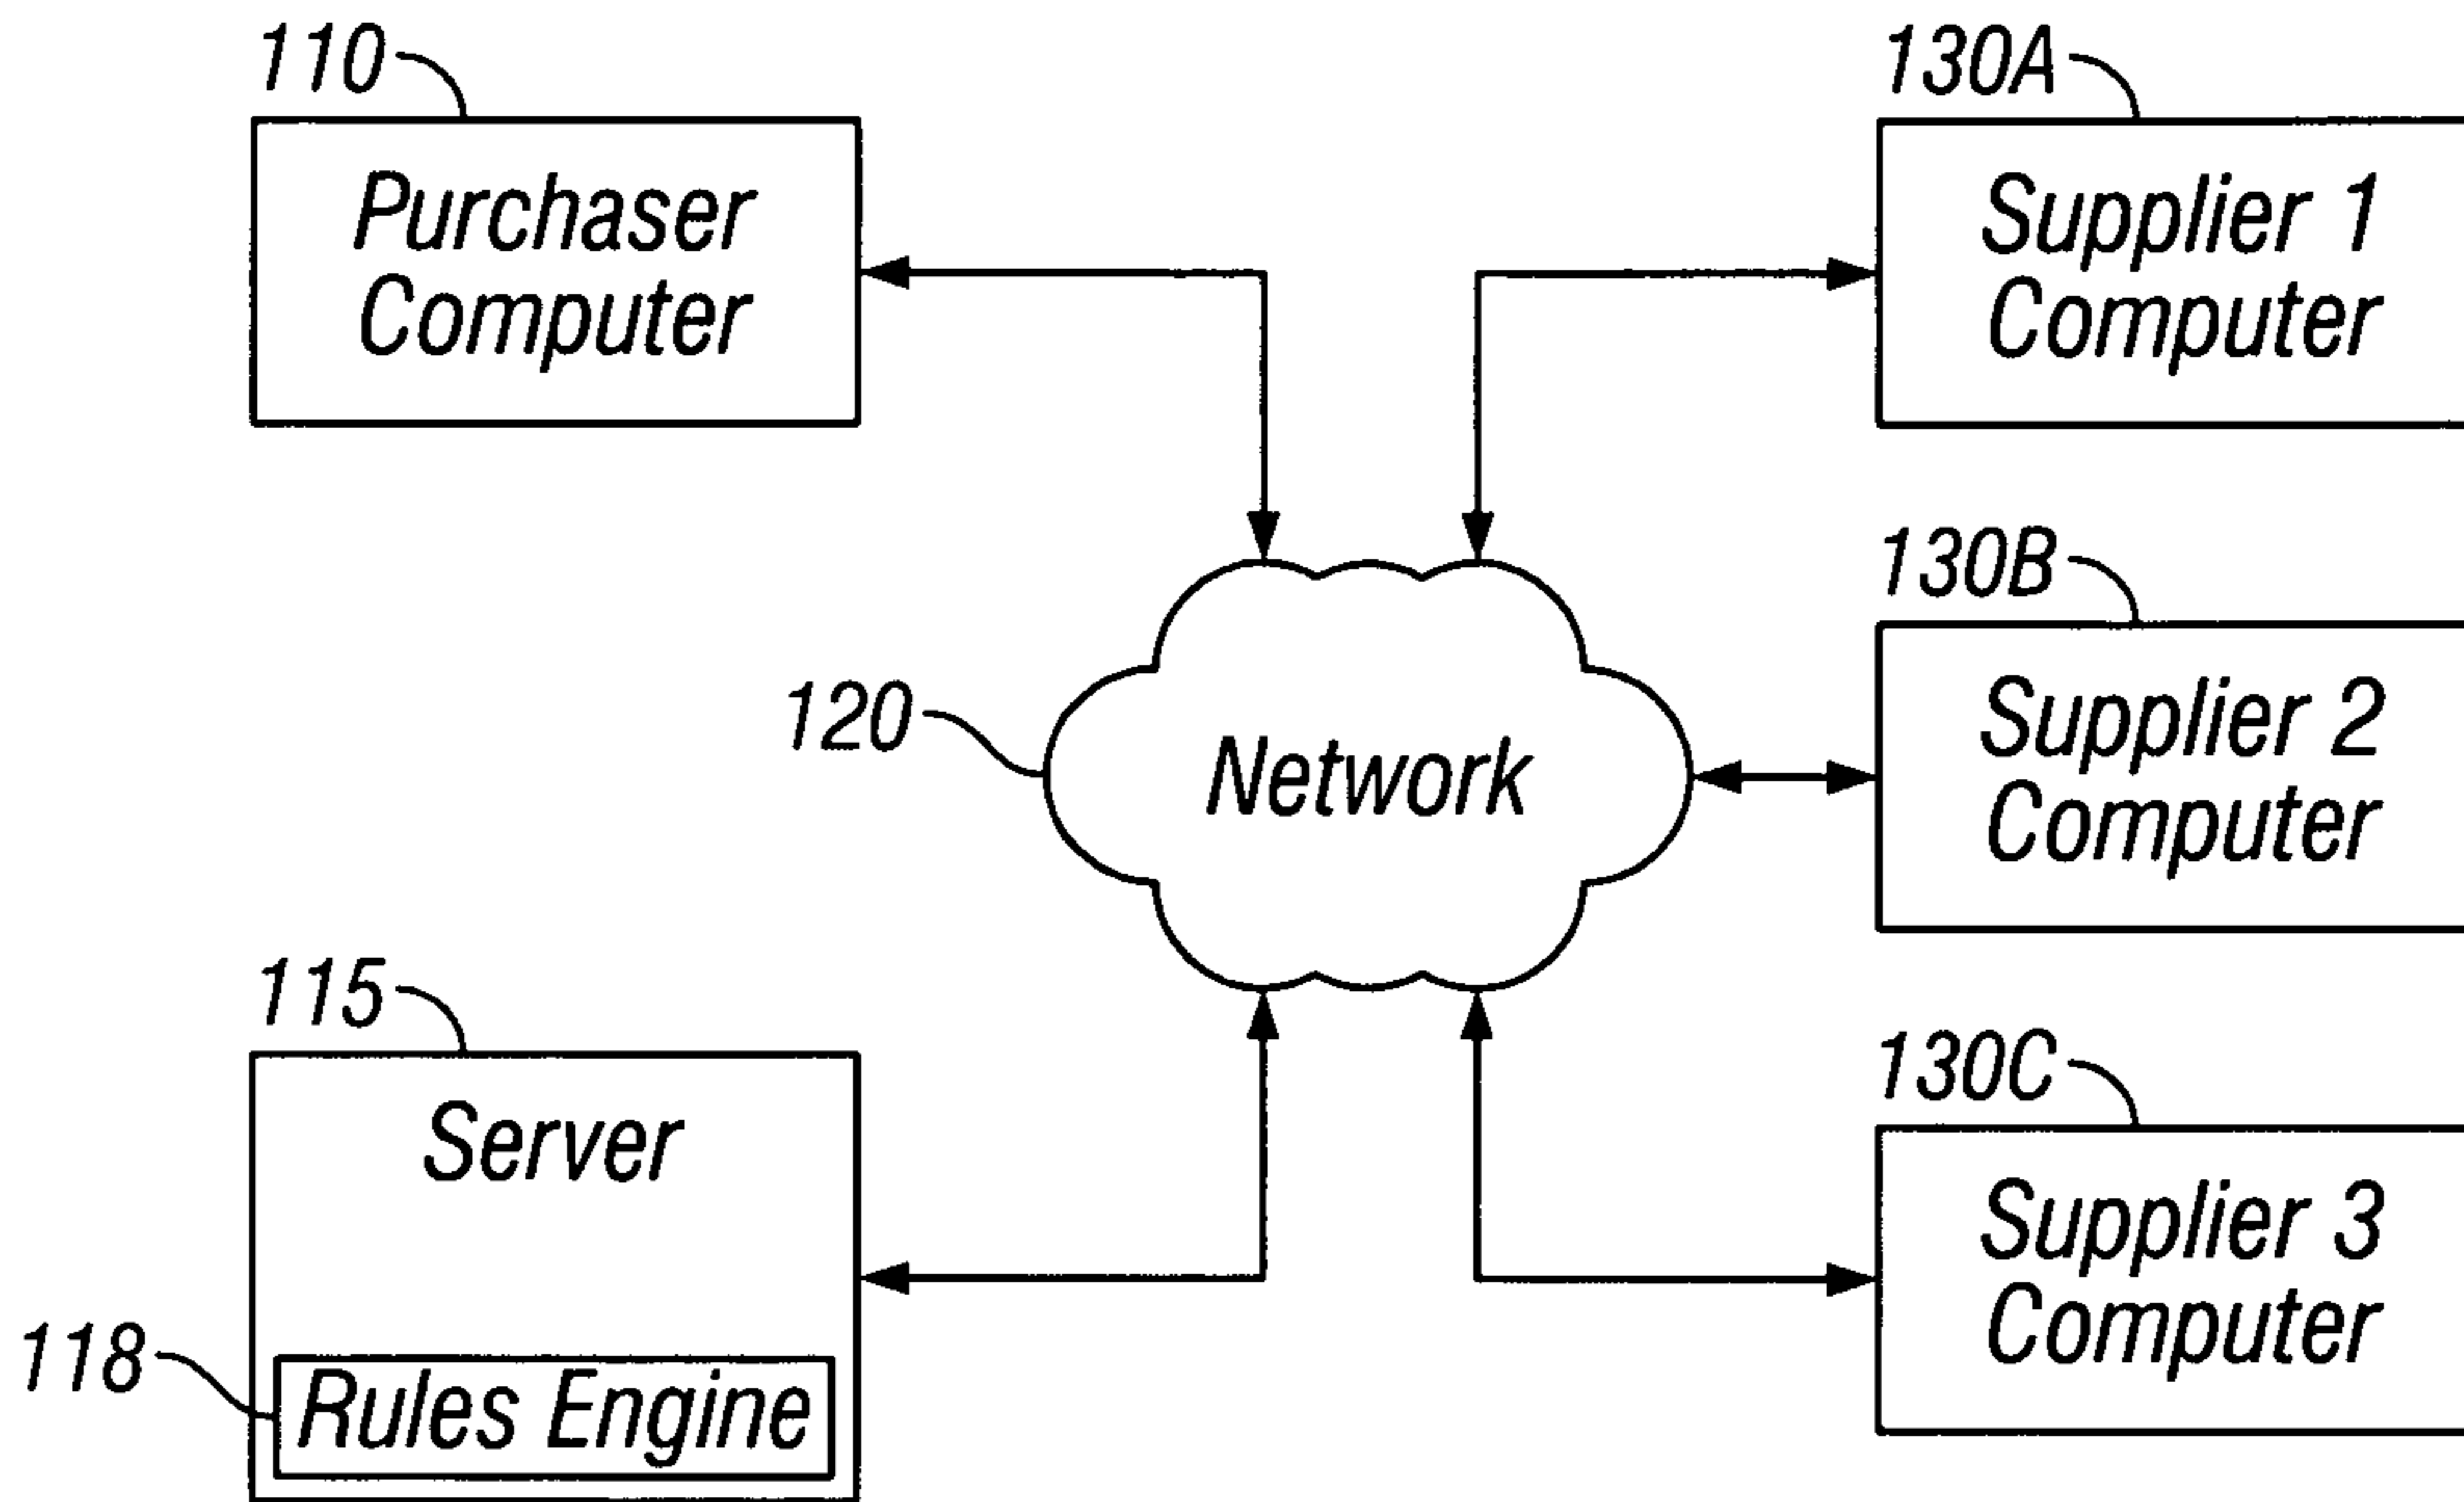 110
Purchaser
Computer
130A
Supplier 1
Computer
130B
Supplier 2
Computer
120
Network
115
Server
118
Rules Engine
130C
Supplier 3
Computer